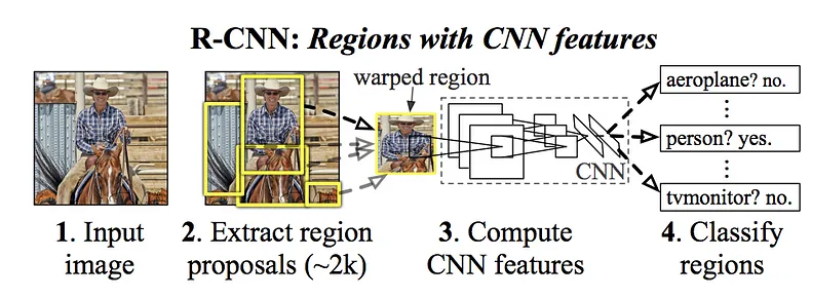 R-CNN: Regions with CNN features
warped region
aeroplane? no.
person? yes.
CNN
tvmonitor? no.
1. Input
image
2. Extract region
proposals (~2k)
3. Compute
CNN features
4. Classify
regions